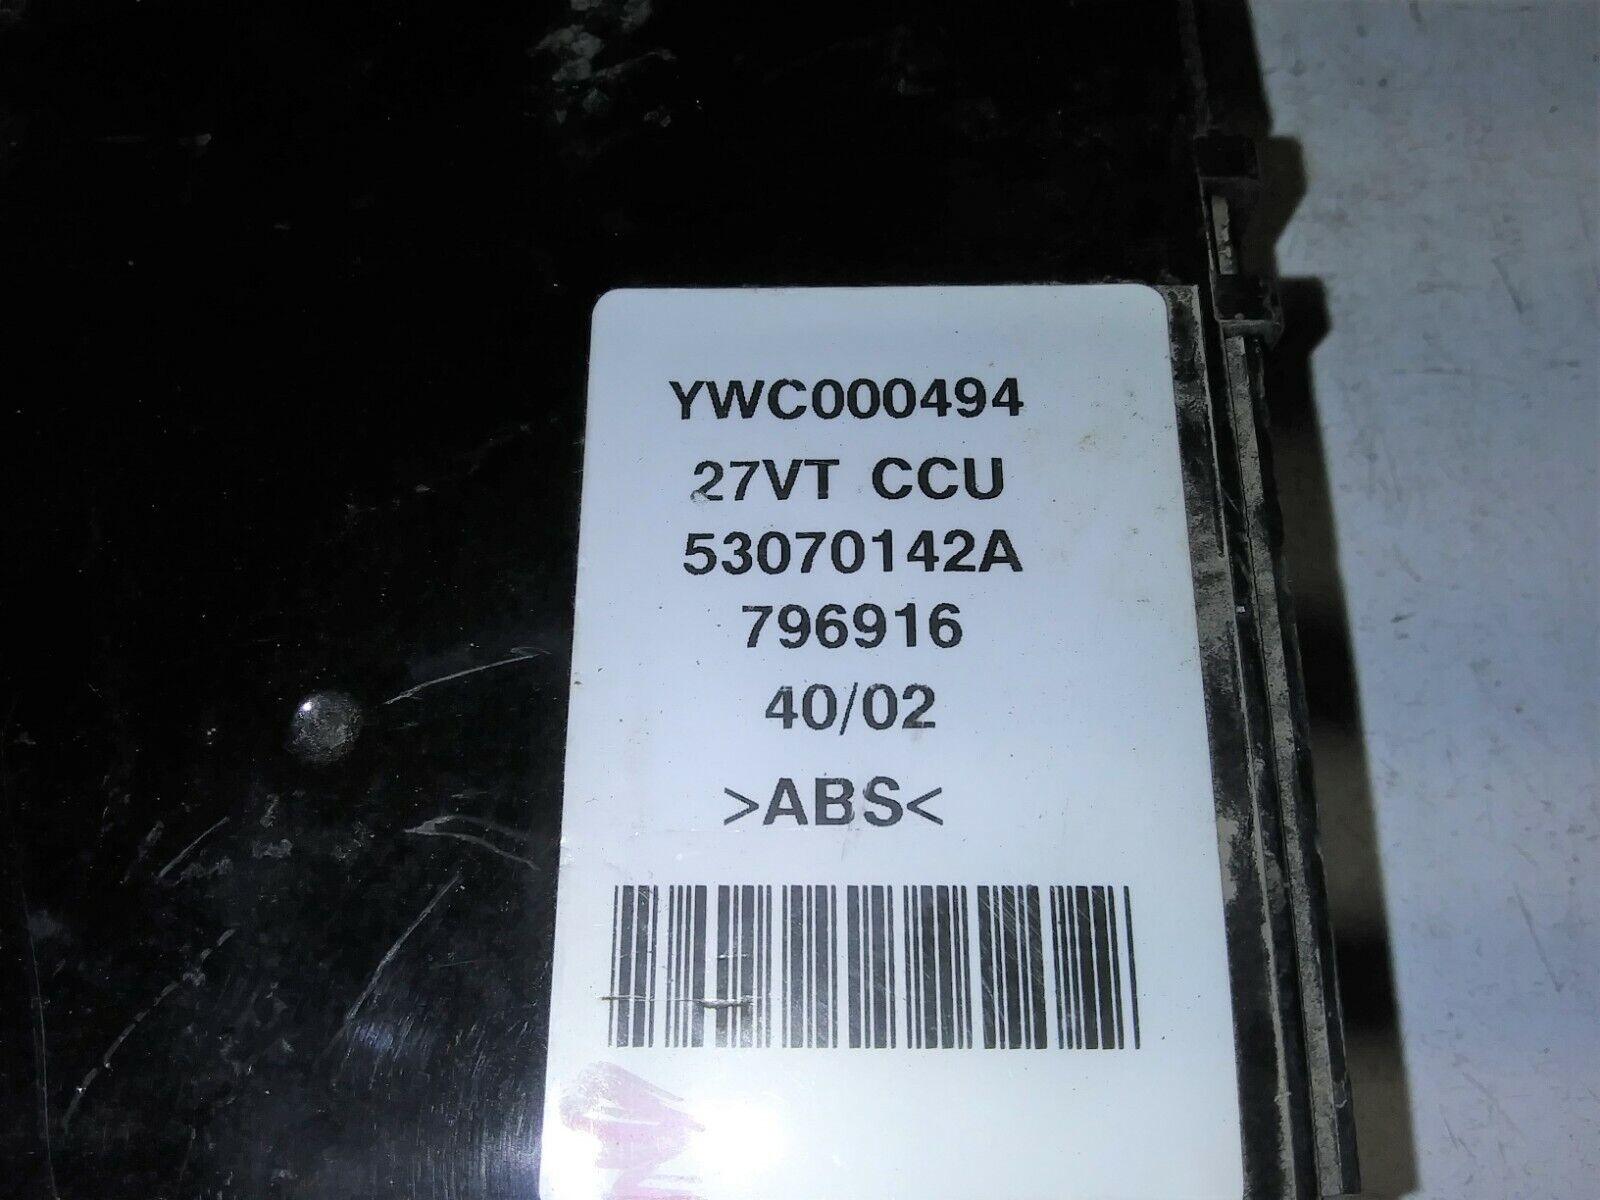 YWC000494
27VT CCU
53070142A
796916
40/02
>ABS<